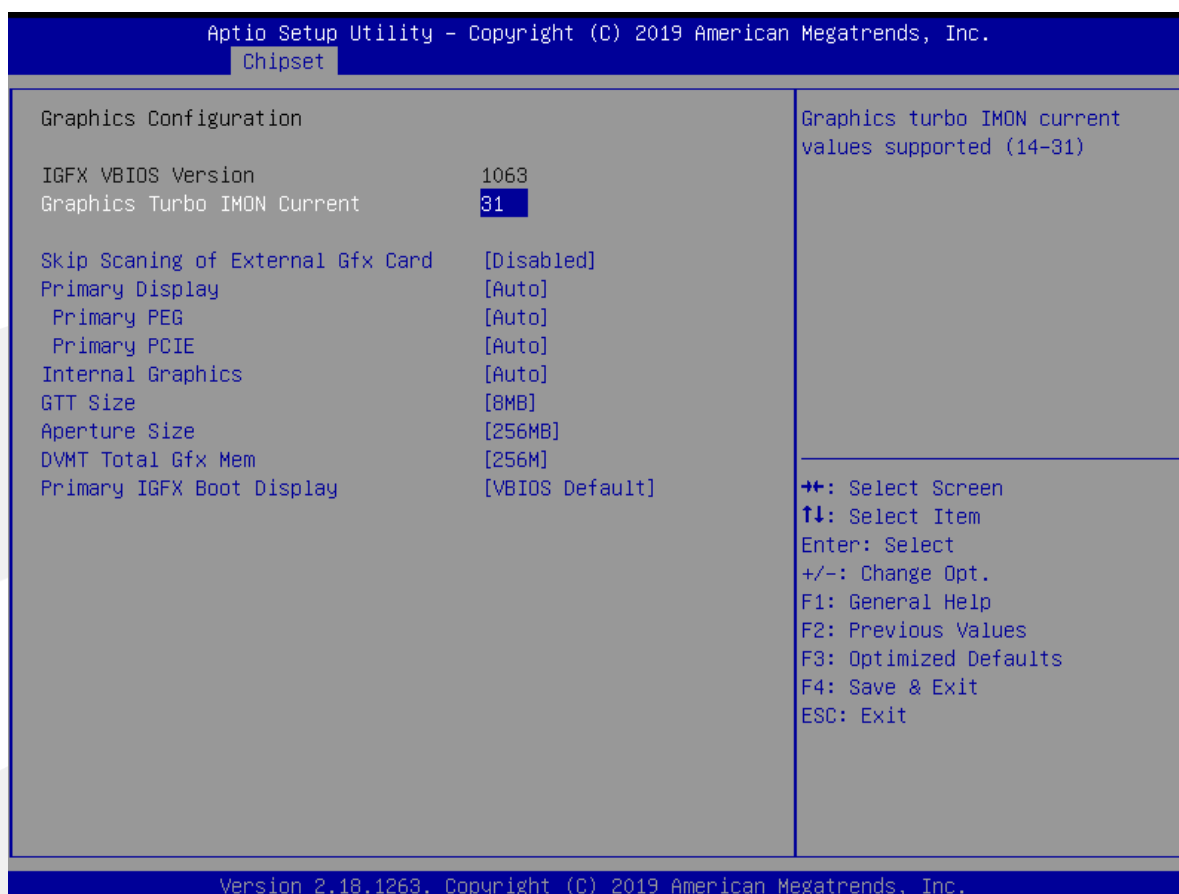 Aptio Setup Utility – Copyright (C) 2019 American Megatrends, Inc.
Chipset
Graphics Configuration
IGFX VBIOS Version 1063
Graphics Turbo IMON Current 31
Skip Scaning of External Gfx Card [Disabled]
Primary Display [Auto]
Primary PEG [Auto]
Primary PCIE [Auto]
Internal Graphics [Auto]
GTT Size [8MB]
Aperture Size [256MB]
DVMT Total Gfx Mem [256M]
Primary IGFX Boot Display [VBIOS Default]
Graphics turbo IMON current
values supported (14-31)
→←: Select Screen
↑↓: Select Item
Enter: Select
+/-: Change Opt.
F1: General Help
F2: Previous Values
F3: Optimized Defaults
F4: Save & Exit
ESC: Exit
Version 2.18.1263. Copyright (C) 2019 American Megatrends, Inc.